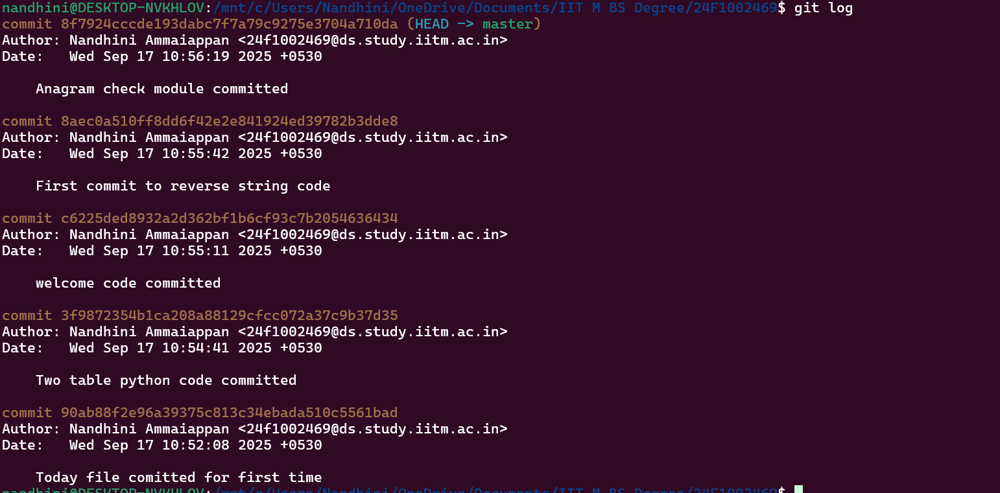 nandhini@DESKTOP-NVKHLOV:/mnt/c/Users/Nandhini/OneDrive/Documents/IIT M BS Degree/24F1002469$ git log
commit 8f7924cccde193dabc7f7a79c9275e3704a710da (HEAD -> master)
Author: Nandhini Ammaiappan <24f1002469@ds.study.iitm.ac.in>
Date:   Wed Sep 17 10:56:19 2025 +0530
    Anagram check module committed
commit 8aec0a510ff8dd6f42e2e841924ed39782b3dde8
Author: Nandhini Ammaiappan <24f1002469@ds.study.iitm.ac.in>
Date:   Wed Sep 17 10:55:42 2025 +0530
    First commit to reverse string code
commit c6225ded8932a2d362bf1b6cf93c7b2054636434
Author: Nandhini Ammaiappan <24f1002469@ds.study.iitm.ac.in>
Date:   Wed Sep 17 10:55:11 2025 +0530
    welcome code committed
commit 3f9872354b1ca208a88129cfcc072a37c9b37d35
Author: Nandhini Ammaiappan <24f1002469@ds.study.iitm.ac.in>
Date:   Wed Sep 17 10:54:41 2025 +0530
    Two table python code committed
commit 90ab88f2e96a39375c813c34ebada510c5561bad
Author: Nandhini Ammaiappan <24f1002469@ds.study.iitm.ac.in>
Date:   Wed Sep 17 10:52:08 2025 +0530
    Today file comitted for first time
nandhini@DESKTOP-NVKHLOV:/mnt/c/Users/Nandhini/OneDrive/Documents/IIT M BS Degree/24F1002469$